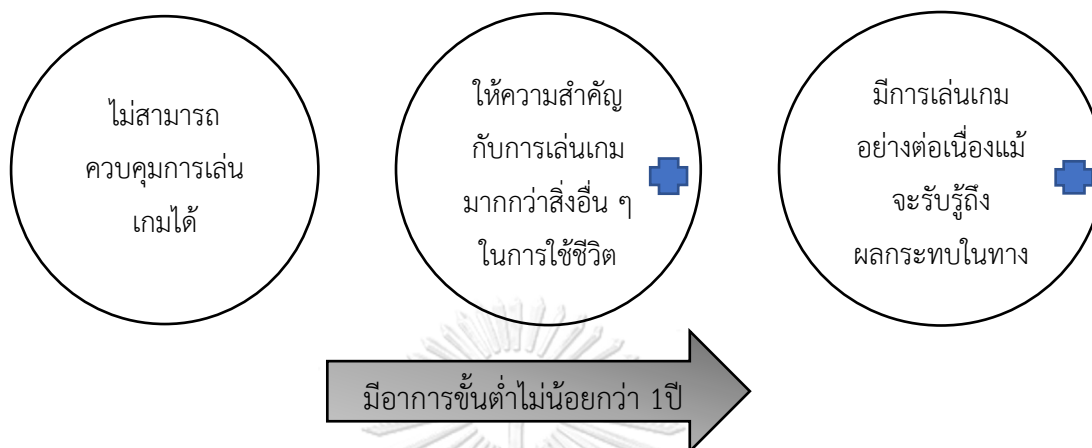 ไม่สามารถ
ควบคุมการเล่น
เกมได้
ให้ความสำคัญ
กับการเล่นเกม
มากกว่าสิ่งอื่น ๆ
ในการใช้ชีวิต
มีการเล่นเกม
อย่างต่อเนื่องแม้
จะรับรู้ถึง
ผลกระทบในทาง
มีอาการขั้นต่ำไม่น้อยกว่า 1ปี